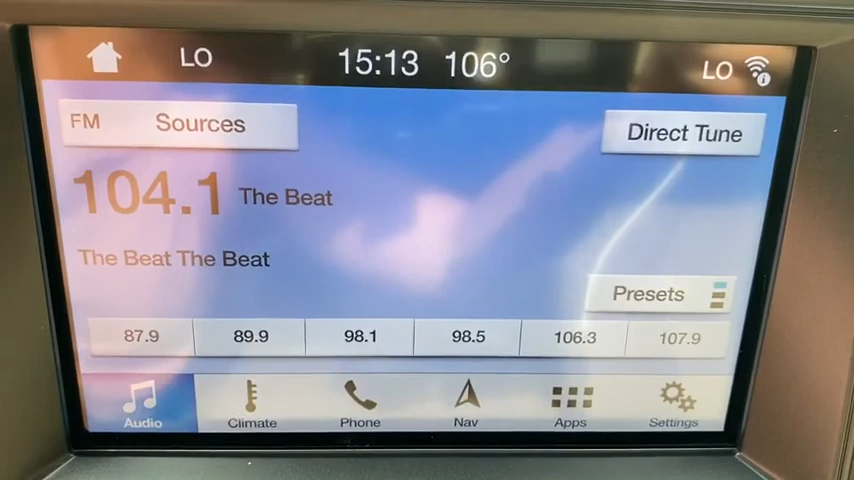 LO 15:13 106° LO
FM Sources
Direct Tune
104.1 The Beat
The Beat The Beat
Presets
87.9 89.9 98.1 98.5 106.3 107.9
Audio Climate Phone Nav Apps Settings